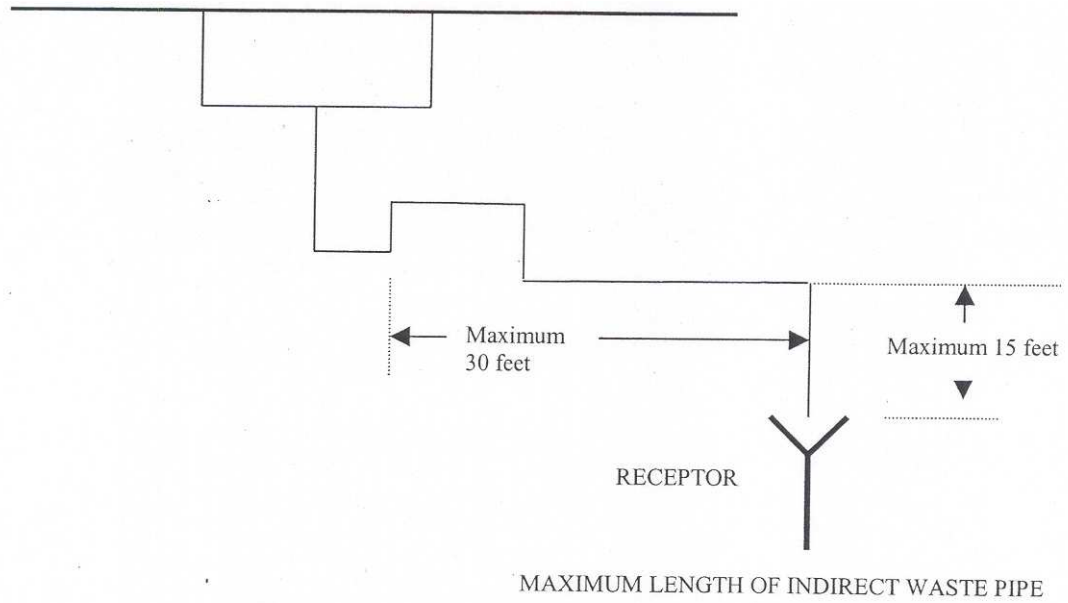 Maximum
30 feet
Maximum 15 feet
RECEPTOR
MAXIMUM LENGTH OF INDIRECT WASTE PIPE